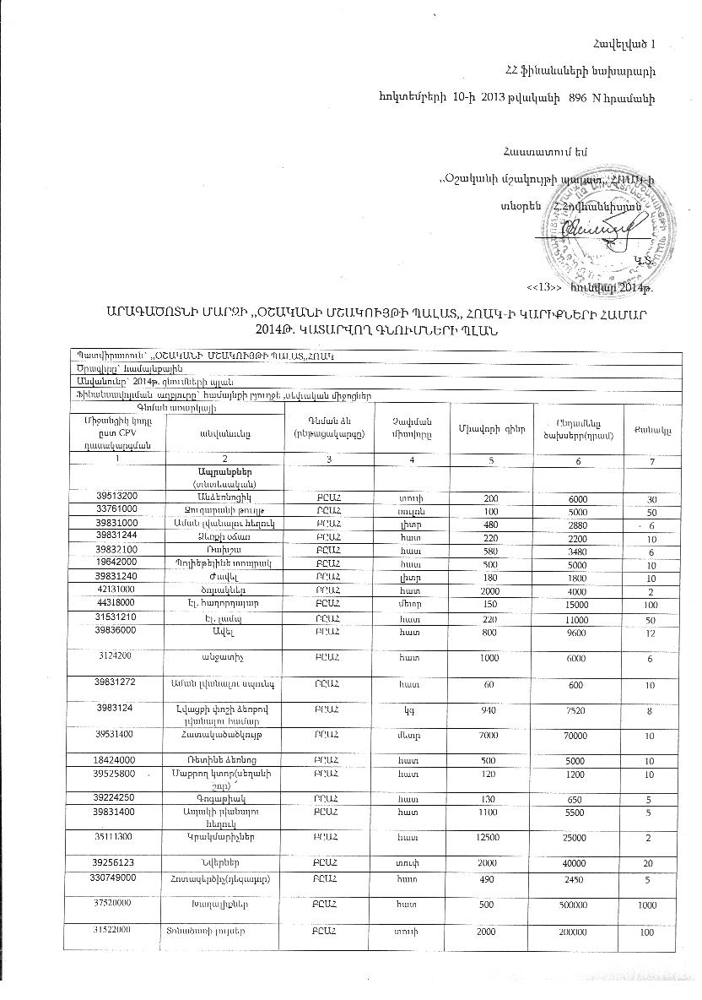 Հավելված 1
ՀՀ ֆինանսների նախարարի
հոկտեմբերի 10-ի 2013 թվականի 896 N հրամանի
Հաստատում եմ
,,Օշականի մշակույթի պալատ,, ՀՈԱԿ-ի
տնօրեն Հ.Հովհաննիսյան
Կ.Տ.
<<13>> հունվար 2014թ.
ԱՐԱԳԱԾՈՏՆԻ ՄԱՐԶԻ ,,ՕՇԱԿԱՆԻ ՄՇԱԿՈՒՅԹԻ ՊԱԼԱՏ,, ՀՈԱԿ-Ի ԿԱՐԻՔՆԵՐԻ ՀԱՄԱՐ
2014Թ. ԿԱՏԱՐՎՈՂ ԳՆՈՒՄՆԵՐԻ ՊԼԱՆ
Պատվիրատուն՝ ,,ՕՇԱԿԱՆԻ ՄՇԱԿՈՒՅԹԻ ՊԱԼԱՏ,,ՀՈԱԿ
Ծրագիրը՝ համայնքային
Անվանումը՝ 2014թ. գնումների պլան
Ֆինանսավորման աղբյուրը՝ համայնքի բյուջե ,սեփական միջոցներ
Գնման առարկայի
Միջանցիկ կոդը ըստ CPV դասակարգման անվանումը Գնման ձև (ընթացակարգը) Չափման միավորը Միավորի գինը Ընդամենը ծախսերը(դրամ) Քանակը
1 2 3 4 5 6 7
Ապրանքներ
(տնտեսական)
39513200 Անձեռնոցիկ ԲԸԱՀ տուփ 200 6000 30
33761000 Զուգարանի թուղթ ԲԸԱՀ ռուլոն 100 5000 50
39831000 Աման լվանալու հեղուկ ԲԸԱՀ լիտր 480 2880 6
39831244 Ձեռքի օճառ ԲԸԱՀ հատ 220 2200 10
39832100 Ռախշա ԲԸԱՀ հատ 580 3480 6
19642000 Պոլիեթելինե տոպրակ ԲԸԱՀ հատ 500 5000 10
39831240 Ժավել ԲԸԱՀ լիտր 180 1800 10
42131000 ծորակներ ԲԸԱՀ հատ 2000 4000 2
44318000 Էլ. հաղորդալար ԲԸԱՀ մետր 150 15000 100
31531210 Էլ. լամպ ԲԸԱՀ հատ 220 11000 50
39836000 Ավել ԲԸԱՀ հատ 800 9600 12
3124200 անջատիչ ԲԸԱՀ հատ 1000 6000 6
39831272 Աման լվանալու սպունգ ԲԸԱՀ հատ 60 600 10
3983124 Լվացքի փոշի ձեռքով ԲԸԱՀ կգ 940 7520 8
լվանալու համար
39531400 Հատակածածկույթ ԲԸԱՀ մետր 7000 70000 10
18424000 Ռետինե ձեռնոց ԲԸԱՀ հատ 500 5000 10
39525800 Մաքրող կտոր(սեղանի ԲԸԱՀ հատ 120 1200 10
շոր)
39224250 Գոգաթիակ ԲԸԱՀ հատ 130 650 5
39831400 Ապակի լվանալու ԲԸԱՀ հատ 1100 5500 5
հեղուկ
35111300 Կրակմարիչներ ԲԸԱՀ հատ 12500 25000 2
39256123 Նվերներ ԲԸԱՀ տուփ 2000 40000 20
330749000 Հոտազերծիչ(դեզադոր) ԲԸԱՀ հատ 490 2450 5
37520000 Խաղալիքներ ԲԸԱՀ հատ 500 500000 1000
31522000 Տոնածառի լույսեր ԲԸԱՀ տուփ 2000 200000 100